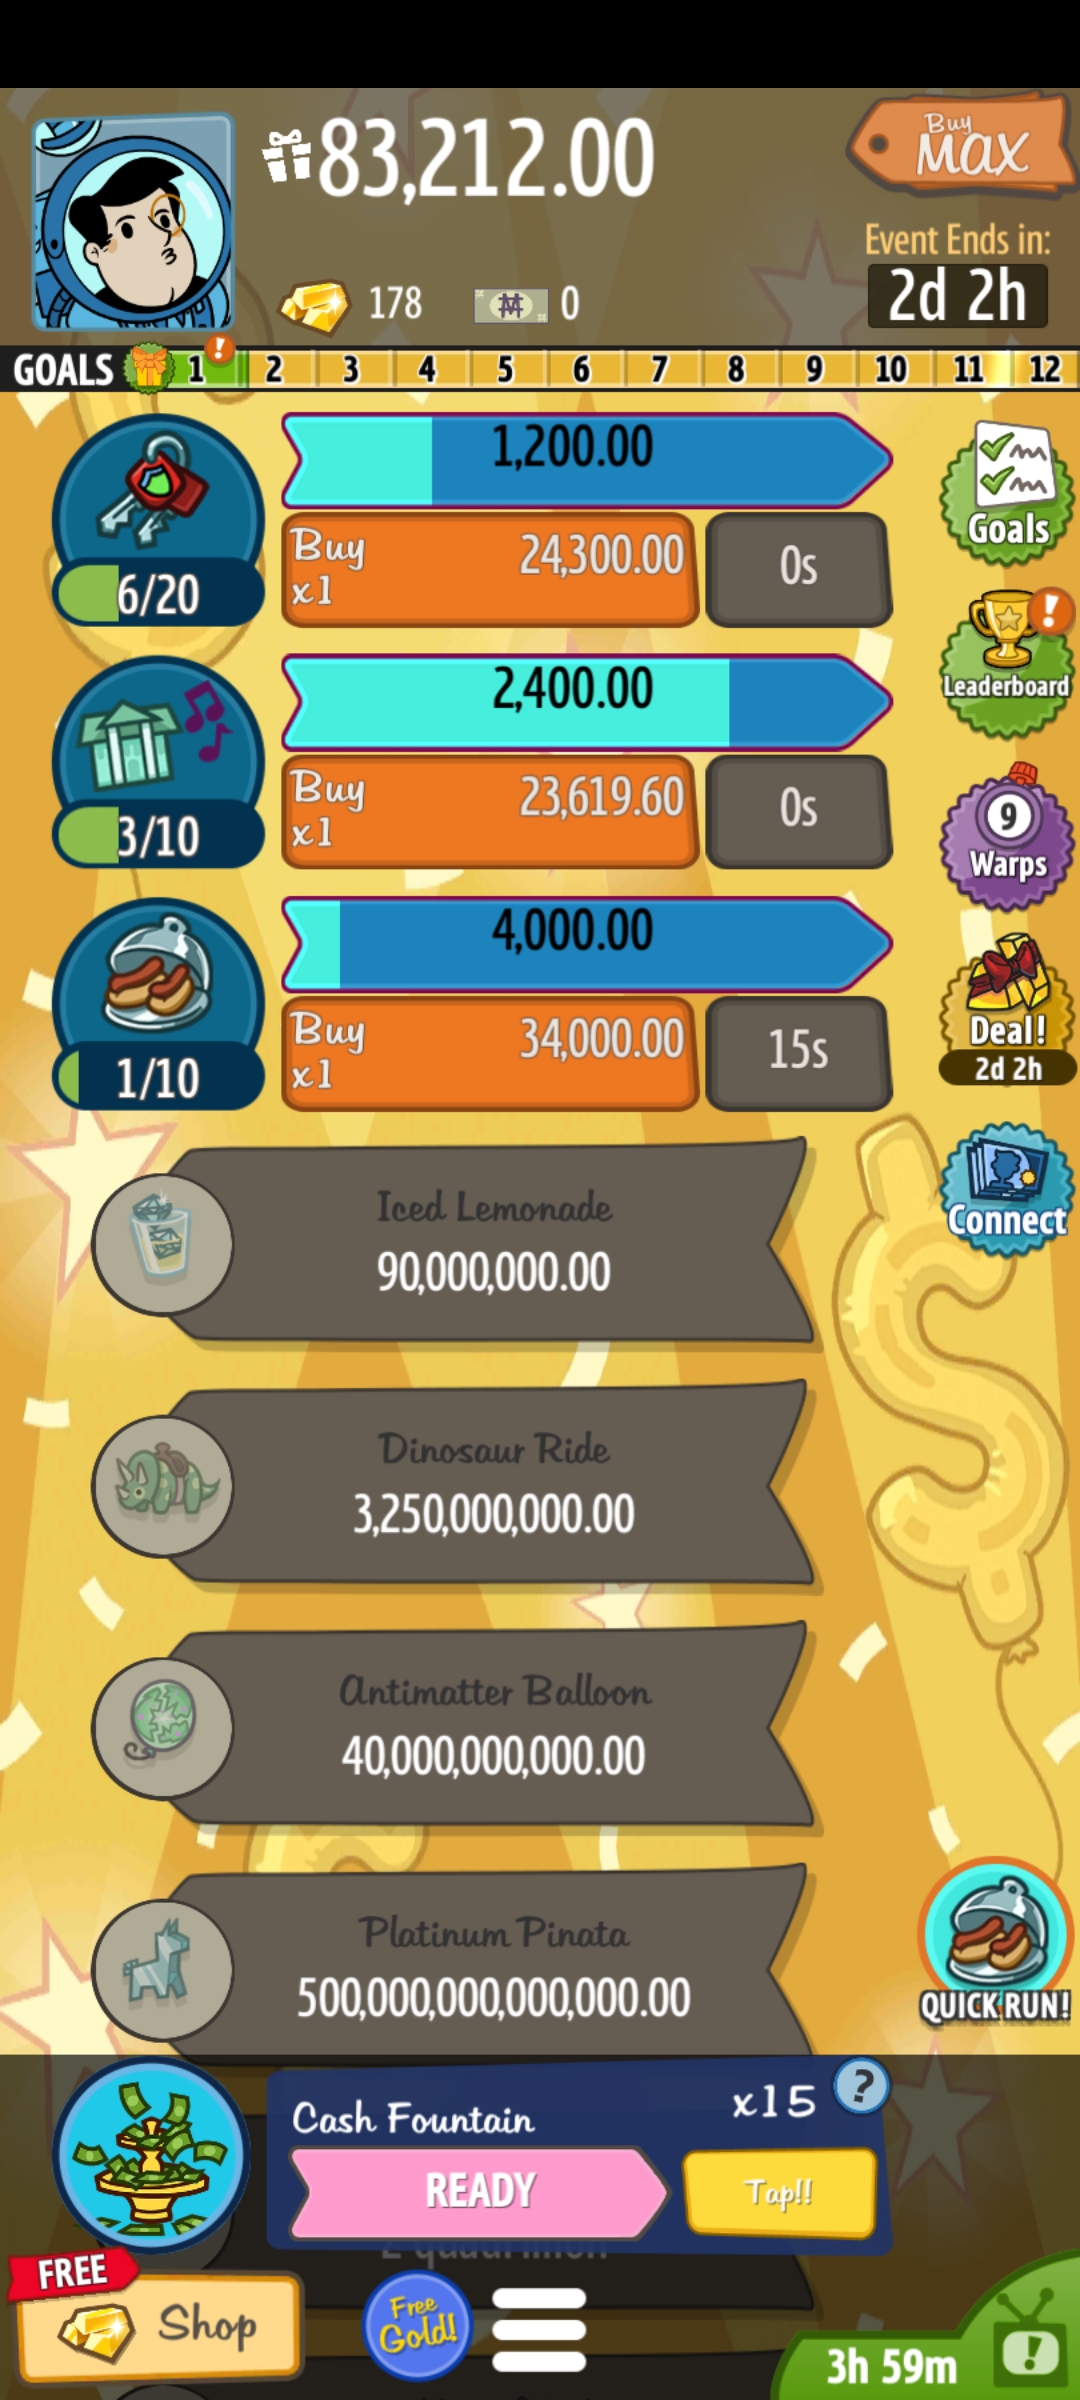 83,212.00
Buy
MAX
Event Ends in:
2d 2h
178
0
GOALS 1 2 3 4 5 6 7 8 9 10 11 12
1,200.00
Buy
x1
24,300.00
0s
6/20
Goals
2,400.00
Buy
x1
23,619.60
0s
3/10
Leaderboard
9
Warps
4,000.00
Buy
x1
34,000.00
15s
1/10
Deal!
2d 2h
Connect
Iced Lemonade
90,000,000.00
Dinosaur Ride
3,250,000,000.00
Antimatter Balloon
40,000,000,000.00
Platinum Pinata
500,000,000,000,000.00
QUICK RUN!
Cash Fountain
x15
?
READY
Tap!!
FREE
Shop
Free
Gold!
3h 59m